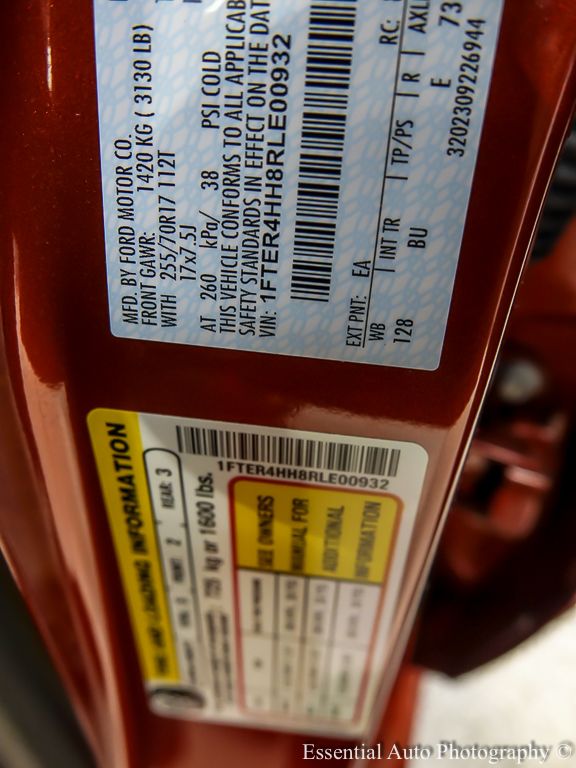 MFD. BY FORD MOTOR CO.
FRONT GAWR: 1420 KG ( 3130 LB)
WITH 255/70R17 112T
17x7.5J
AT 260 kPa/ 38 PSI COLD
THIS VEHICLE CONFORMS TO ALL APPLICAB
SAFETY STANDARDS IN EFFECT ON THE DAT
VIN: 1FTER4HH8RLE00932
EXT PNT: EA RC:
WB INT TR TP/PS R AXL
128 BU E 73
3202309226944
1FTER4HH8RLE00932
TIRE AND LOADING INFORMATION
FRONT: 2 REAR: 3
725 kg or 1600 lbs.
SEE OWNERS
MANUAL FOR
ADDITIONAL
INFORMATION
Essential Auto Photography ©